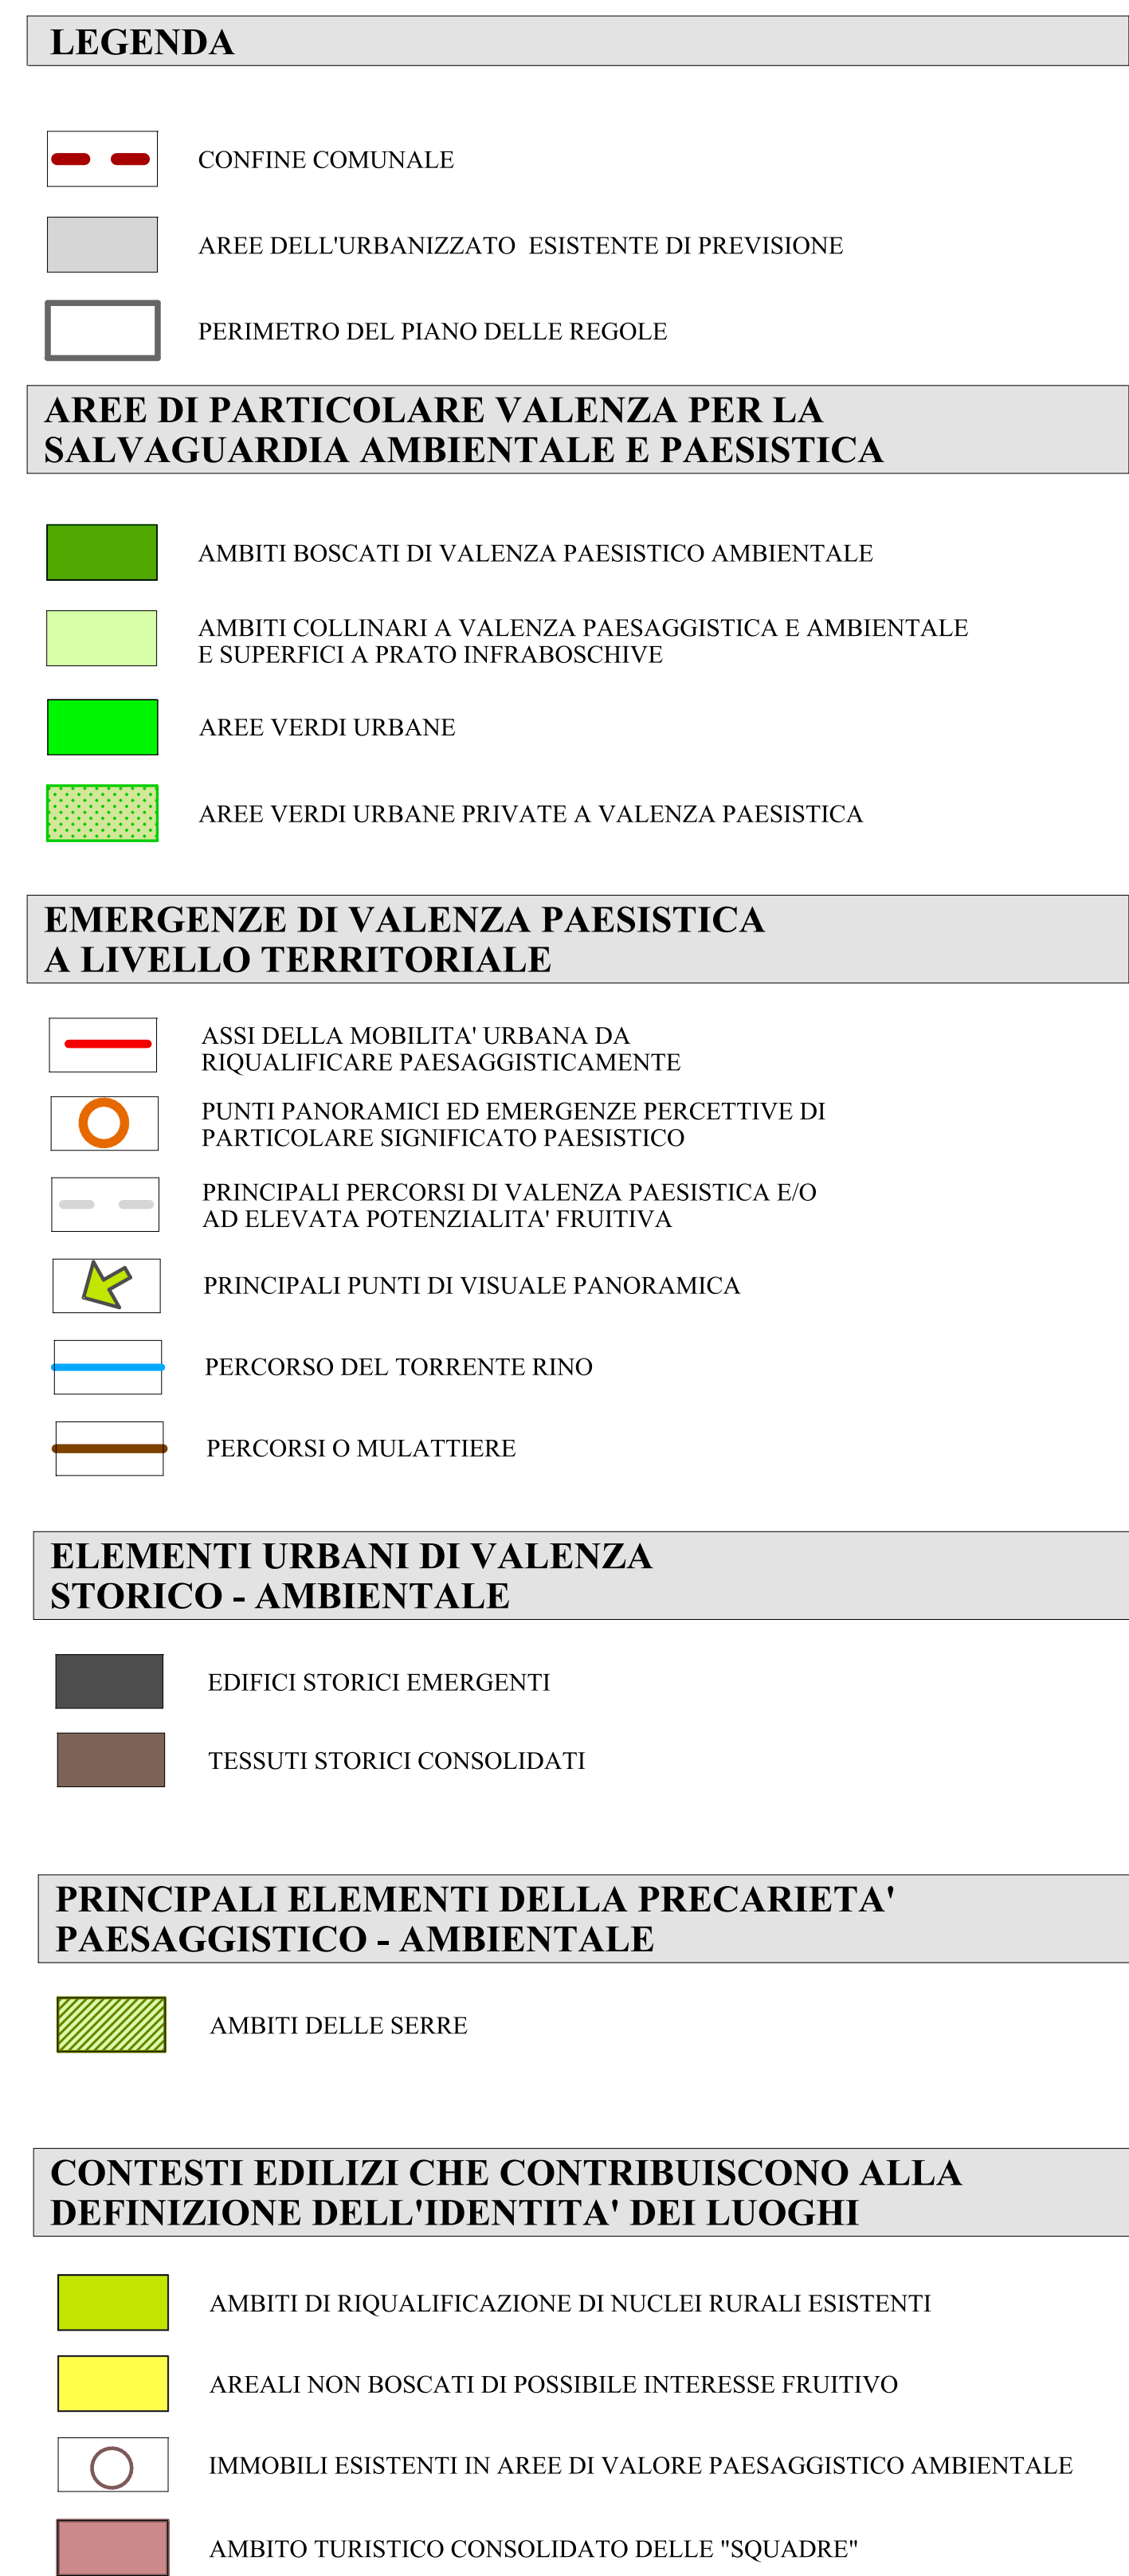 LEGENDA
CONFINE COMUNALE
AREE DELL'URBANIZZATO  ESISTENTE DI PREVISIONE
PERIMETRO DEL PIANO DELLE REGOLE
AREE DI PARTICOLARE VALENZA PER LA
SALVAGUARDIA AMBIENTALE E PAESISTICA
AMBITI BOSCATI DI VALENZA PAESISTICO AMBIENTALE
AMBITI COLLINARI A VALENZA PAESAGGISTICA E AMBIENTALE
E SUPERFICI A PRATO INFRABOSCHIVE
AREE VERDI URBANE
AREE VERDI URBANE PRIVATE A VALENZA PAESISTICA
EMERGENZE DI VALENZA PAESISTICA
A LIVELLO TERRITORIALE
ASSI DELLA MOBILITA' URBANA DA
RIQUALIFICARE PAESAGGISTICAMENTE
PUNTI PANORAMICI ED EMERGENZE PERCETTIVE DI
PARTICOLARE SIGNIFICATO PAESISTICO
PRINCIPALI PERCORSI DI VALENZA PAESISTICA E/O
AD ELEVATA POTENZIALITA' FRUITIVA
PRINCIPALI PUNTI DI VISUALE PANORAMICA
PERCORSO DEL TORRENTE RINO
PERCORSI O MULATTIERE
ELEMENTI URBANI DI VALENZA
STORICO - AMBIENTALE
EDIFICI STORICI EMERGENTI
TESSUTI STORICI CONSOLIDATI
PRINCIPALI ELEMENTI DELLA PRECARIETA'
PAESAGGISTICO - AMBIENTALE
AMBITI DELLE SERRE
CONTESTI EDILIZI CHE CONTRIBUISCONO ALLA
DEFINIZIONE DELL'IDENTITA' DEI LUOGHI
AMBITI DI RIQUALIFICAZIONE DI NUCLEI RURALI ESISTENTI
AREALI NON BOSCATI DI POSSIBILE INTERESSE FRUITIVO
IMMOBILI ESISTENTI IN AREE DI VALORE PAESAGGISTICO AMBIENTALE
AMBITO TURISTICO CONSOLIDATO DELLE "SQUADRE"